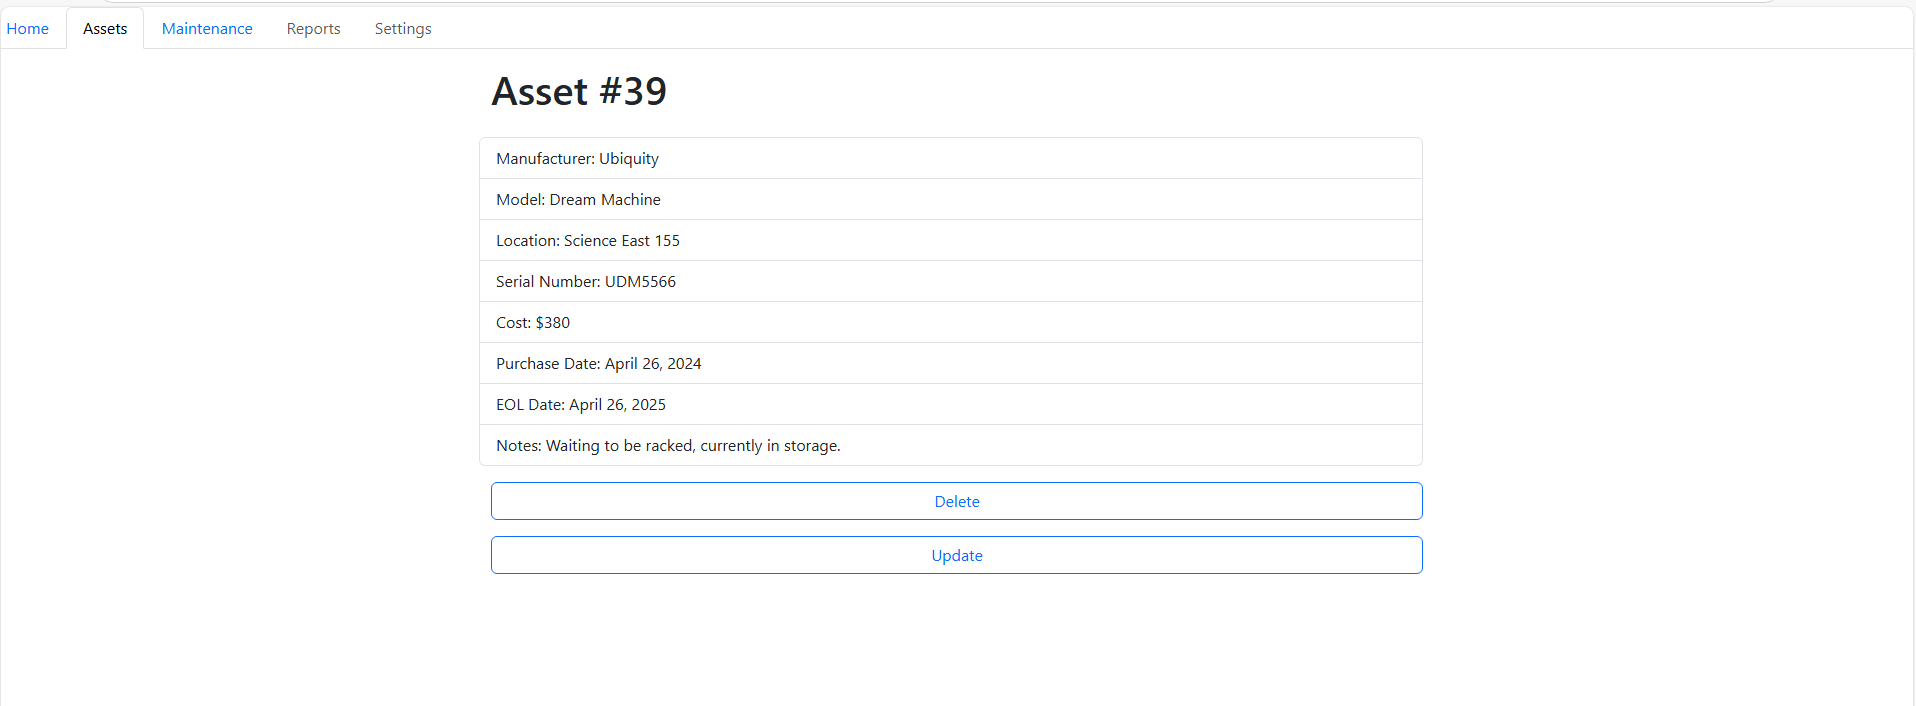 Home Assets Maintenance Reports Settings
Asset #39
Manufacturer: Ubiquity
Model: Dream Machine
Location: Science East 155
Serial Number: UDM5566
Cost: $380
Purchase Date: April 26, 2024
EOL Date: April 26, 2025
Notes: Waiting to be racked, currently in storage.
Delete
Update